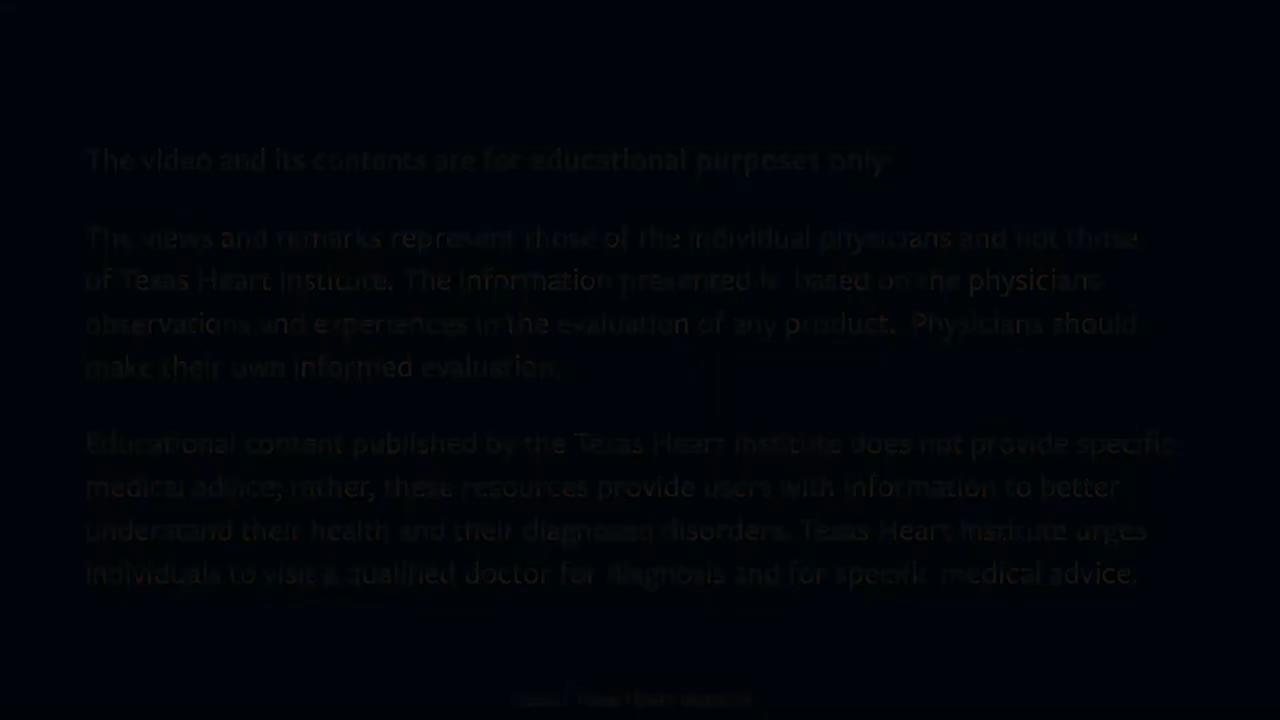 The video and its contents are for educational purposes only.
The views and remarks represent those of the individual physicians and not those
of Texas Heart Institute. The information presented is based on the physicians
observations and experiences in the evaluation of any product. Physicians should
make their own informed evaluation.
Educational content published by the Texas Heart Institute does not provide specific
medical advice; rather, these resources provide users with information to better
understand their health and their diagnosed disorders. Texas Heart Institute urges
individuals to visit a qualified doctor for diagnosis and for specific medical advice.